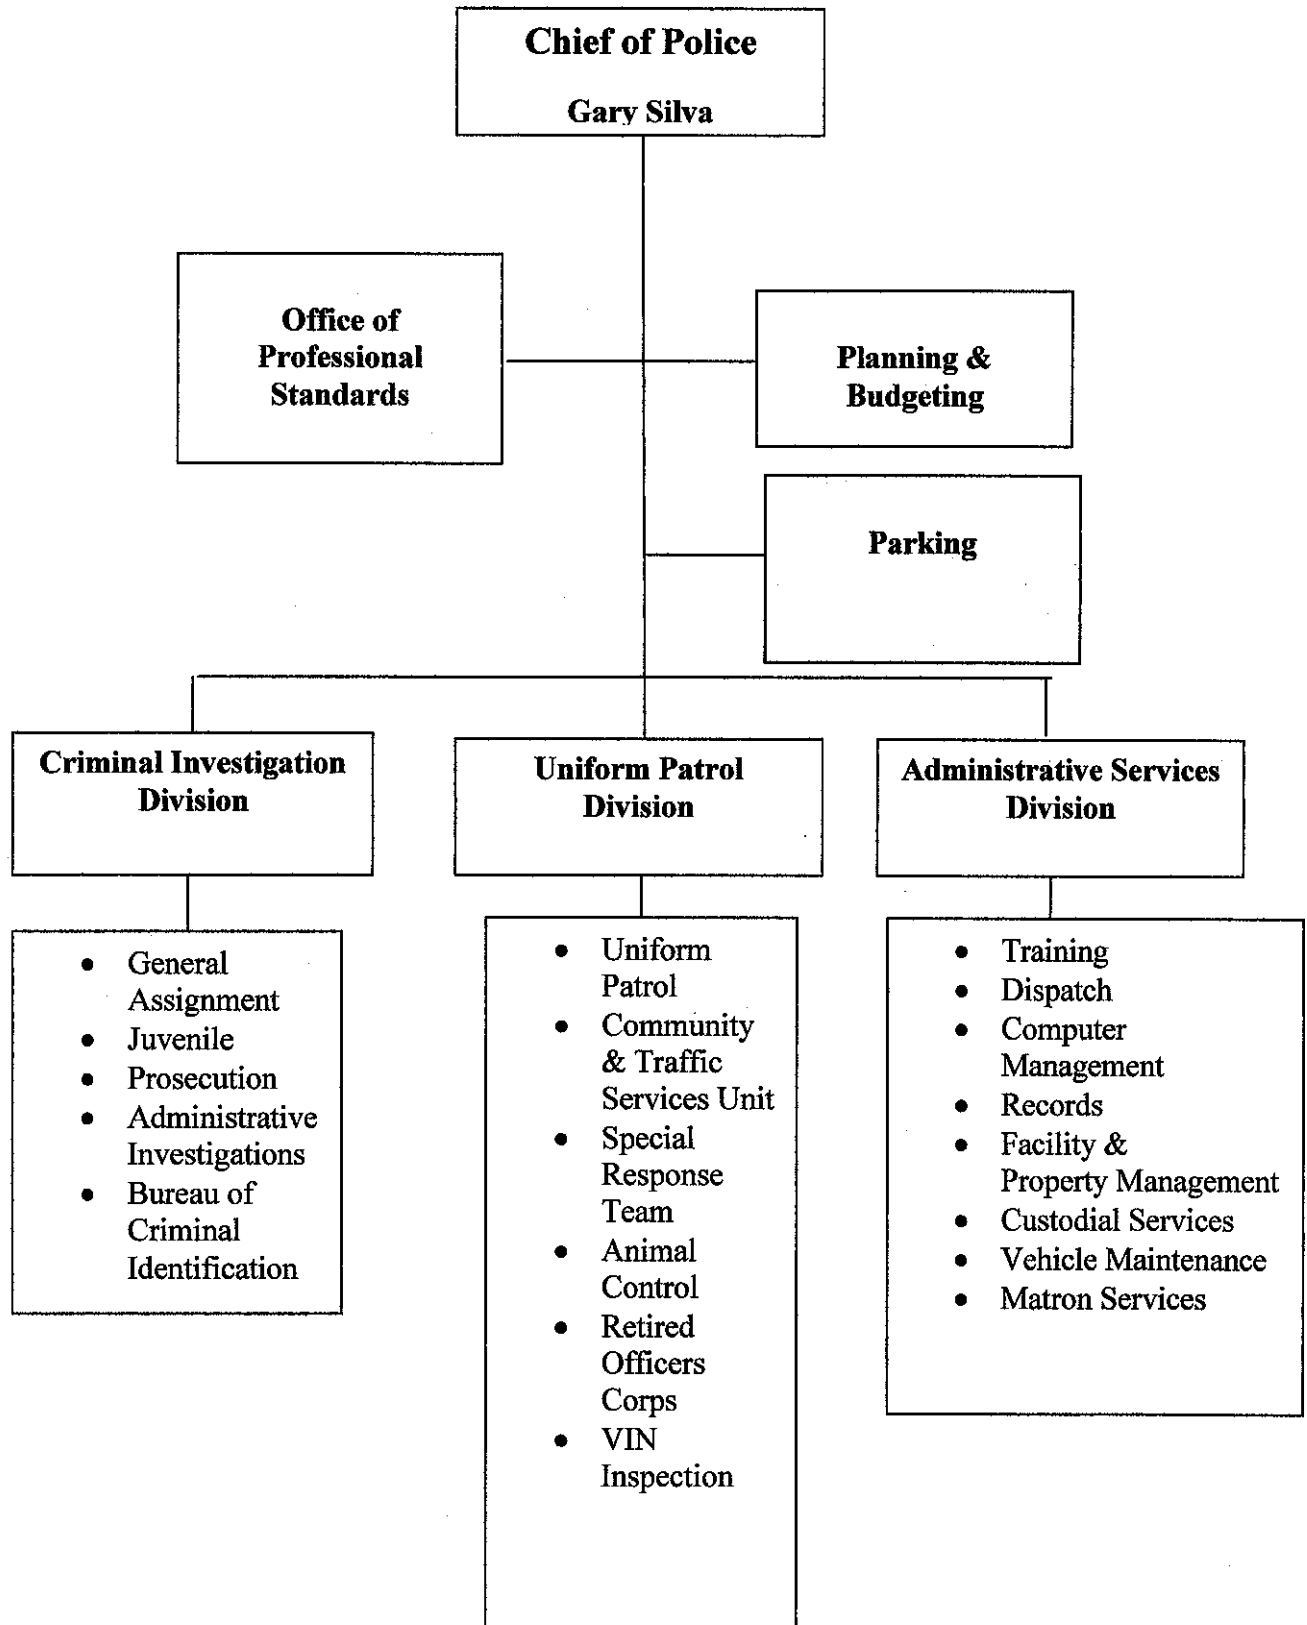 Chief of Police
Gary Silva
Office of
Professional
Standards
Planning &
Budgeting
Parking
Criminal Investigation
Division
Uniform Patrol
Division
Administrative Services
Division
• General
Assignment
• Juvenile
• Prosecution
• Administrative
Investigations
• Bureau of
Criminal
Identification
• Uniform
Patrol
• Community
& Traffic
Services Unit
• Special
Response
Team
• Animal
Control
• Retired
Officers
Corps
• VIN
Inspection
• Training
• Dispatch
• Computer
Management
• Records
• Facility &
Property Management
• Custodial Services
• Vehicle Maintenance
• Matron Services